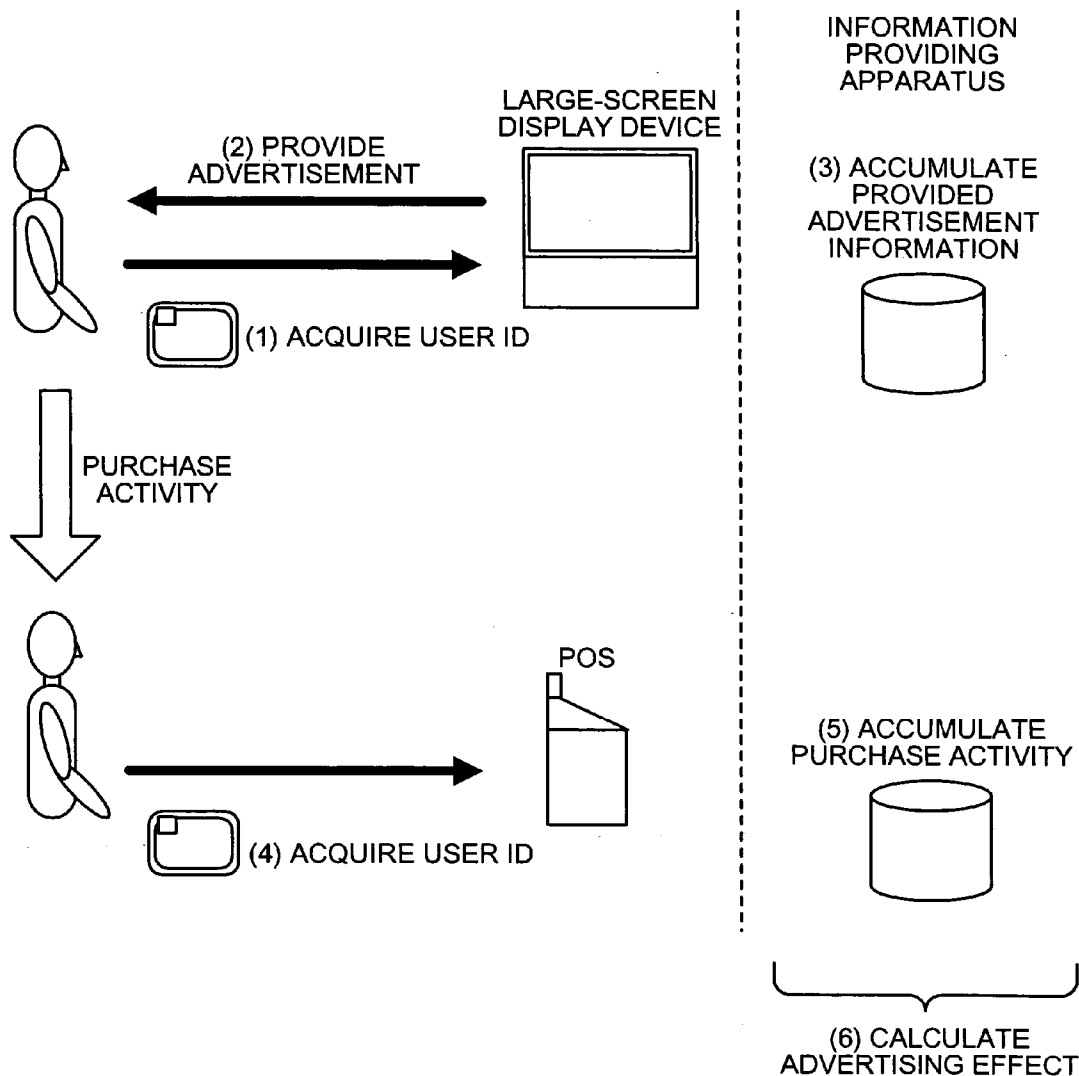 INFORMATION
PROVIDING
APPARATUS
LARGE-SCREEN
DISPLAY DEVICE
(2) PROVIDE
ADVERTISEMENT
(3) ACCUMULATE
PROVIDED
ADVERTISEMENT
INFORMATION
(1) ACQUIRE USER ID
PURCHASE
ACTIVITY
POS
(5) ACCUMULATE
PURCHASE ACTIVITY
(4) ACQUIRE USER ID
(6) CALCULATE
ADVERTISING EFFECT